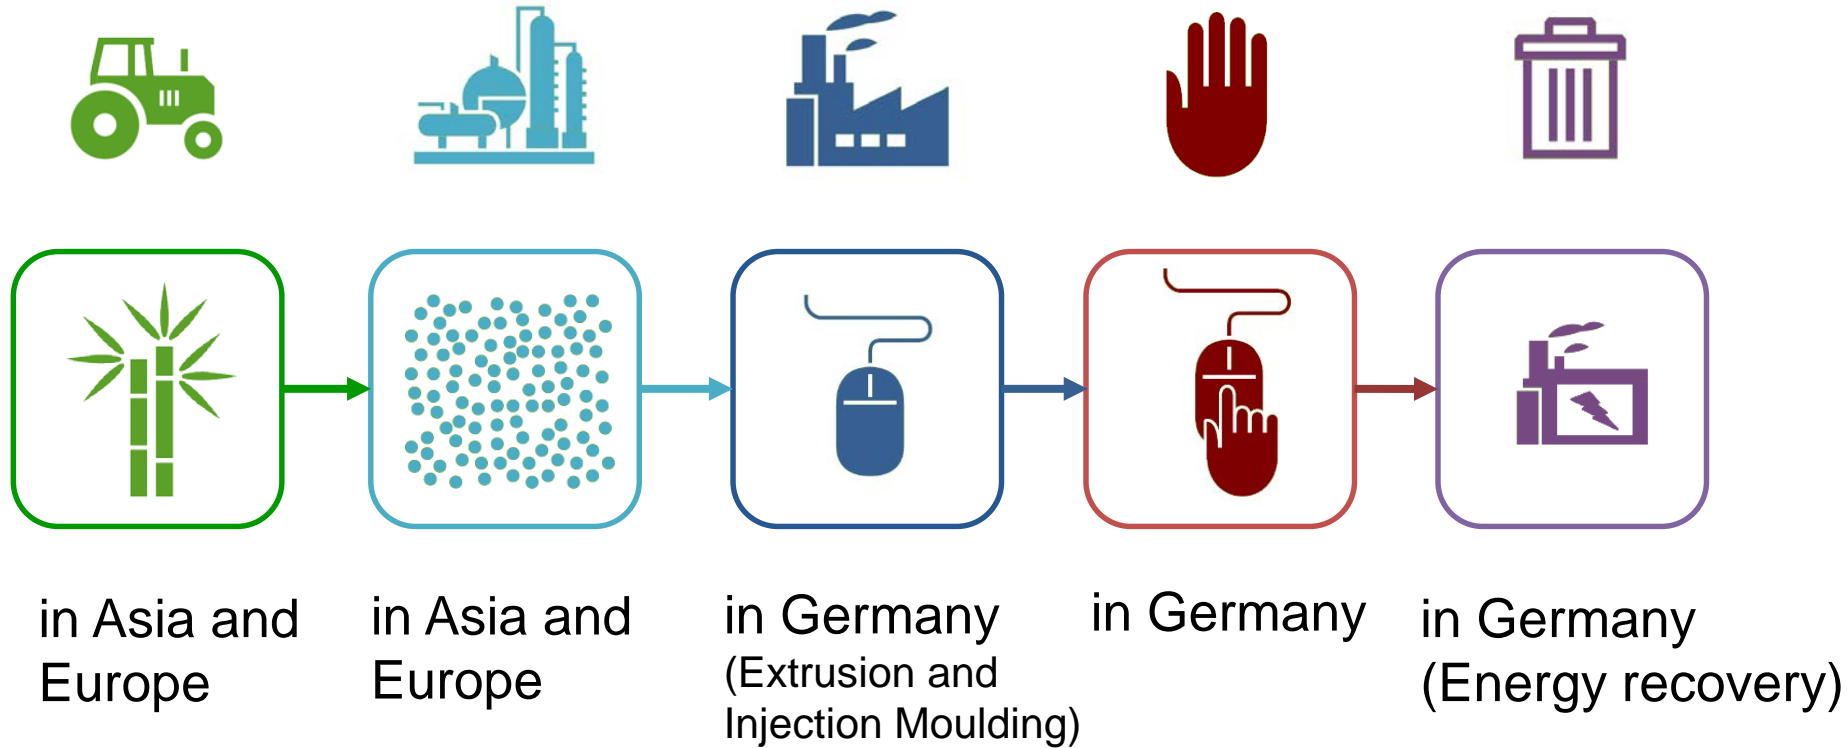 in Asia and
Europe
in Asia and
Europe
in Germany
(Extrusion and
Injection Moulding)
in Germany
in Germany
(Energy recovery)